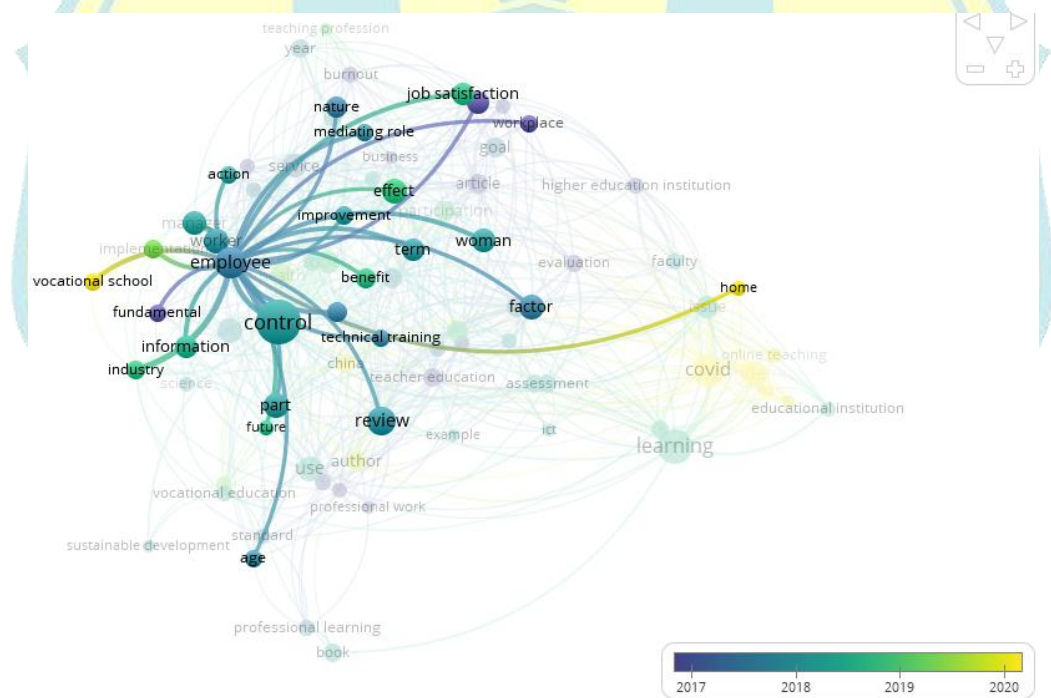 teaching profession
year
burnout
job satisfaction
nature
workplace
mediating role
goal
business
service
action
article
higher education institution
effect
participation
improvement
manager
woman
worker
term
implementation
employee
evaluation
faculty
benefit
vocational school
home
factor
issue
fundamental
control
technical training
information
online teaching
china
covid
industry
teacher education
assessment
science
part
educational institution
review
future
example
ict
learning
author
use
vocational education
professional work
standard
sustainable development
age
professional learning
book
2017
2018
2019
2020